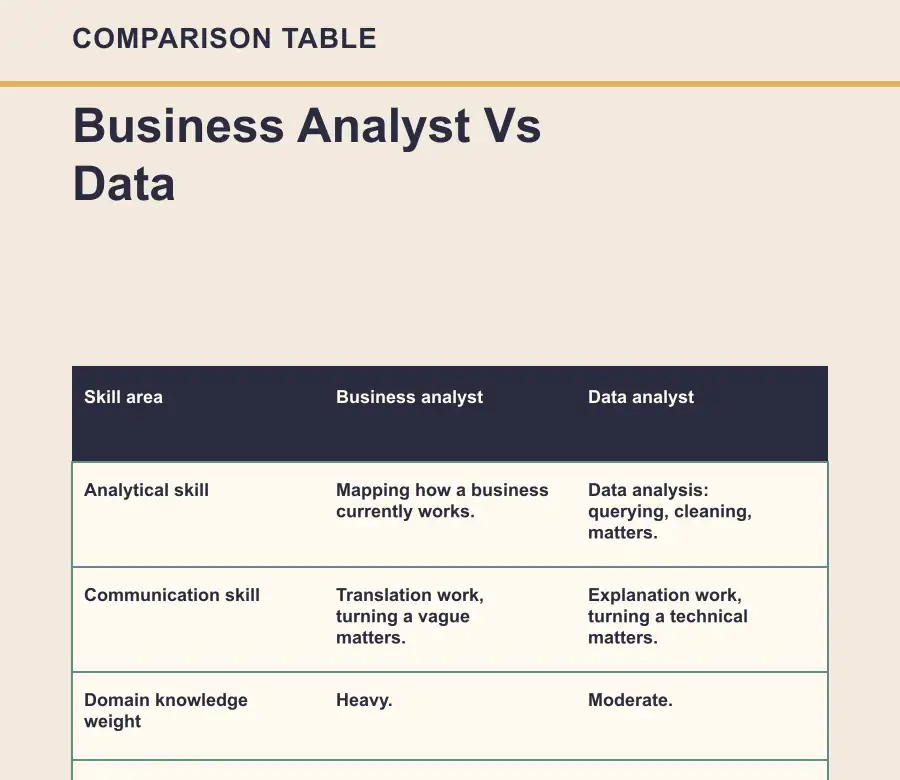 COMPARISON TABLE
Business Analyst Vs
Data
Skill area
Business analyst
Data analyst
Analytical skill
Mapping how a business
currently works.
Data analysis:
querying, cleaning,
matters.
Communication skill
Translation work,
turning a vague
matters.
Explanation work,
turning a technical
matters.
Domain knowledge
weight
Heavy.
Moderate.